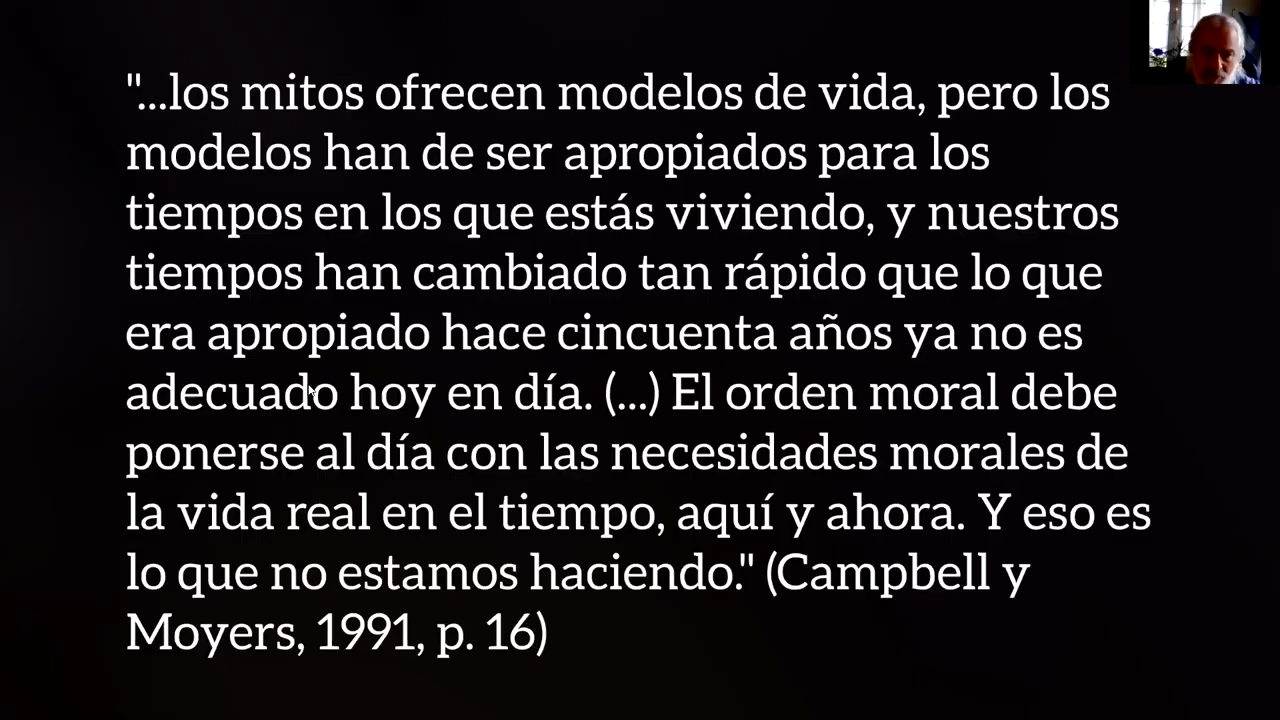 "...los mitos ofrecen modelos de vida, pero los
modelos han de ser apropiados para los
tiempos en los que estás viviendo, y nuestros
tiempos han cambiado tan rápido que lo que
era apropiado hace cincuenta años ya no es
adecuado hoy en día. (...) El orden moral debe
ponerse al día con las necesidades morales de
la vida real en el tiempo, aquí y ahora. Y eso es
lo que no estamos haciendo." (Campbell y
Moyers, 1991, p. 16)